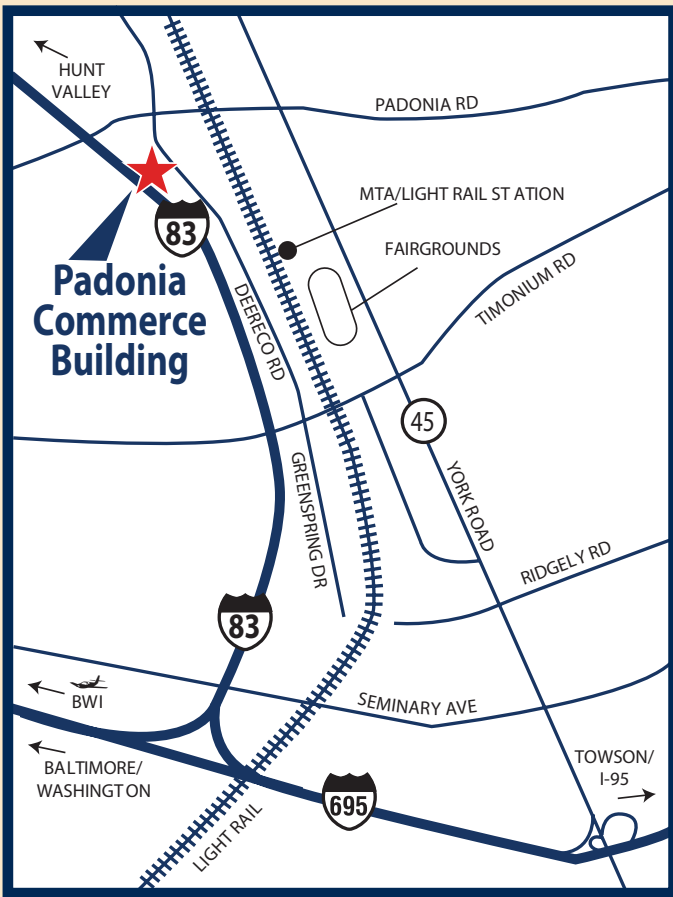 HUNT
VALLEY
PADONIA RD
MTA/LIGHT RAIL ST ATION
83
FAIRGROUNDS
Padonia
Commerce
Building
TIMONIUM RD
DEERECO RD
45
GREENSPRING DR
YORK ROAD
RIDGELY RD
83
BWI
SEMINARY AVE
BALTIMORE/
WASHINGT ON
TOWSON/
I-95
695
LIGHT RAIL